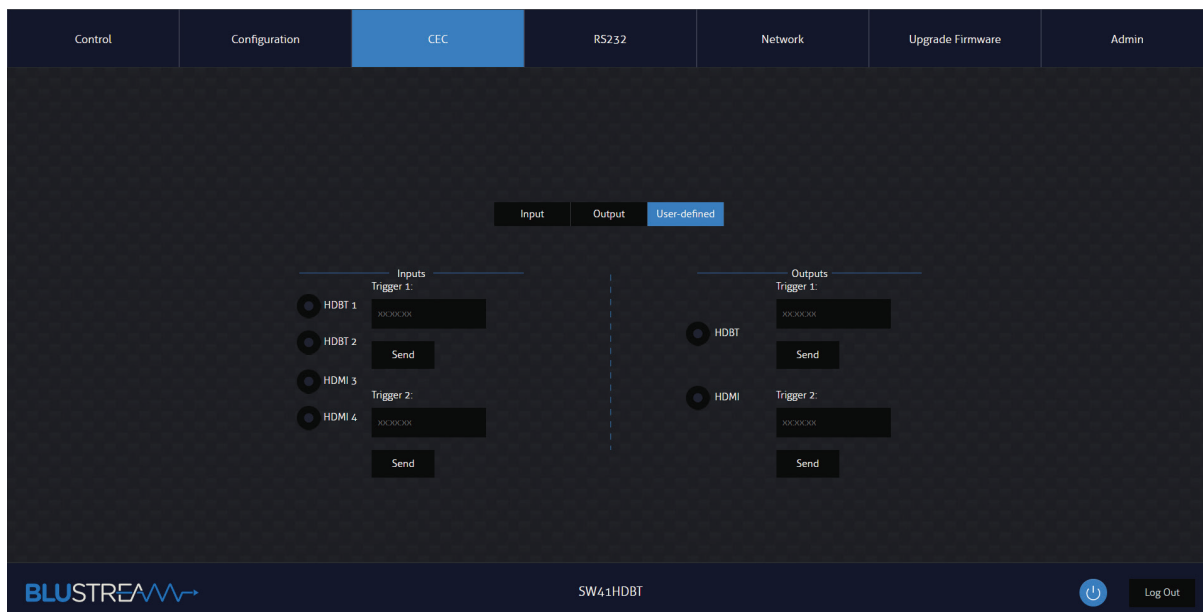 Control Configuration CEC RS232 Network Upgrade Firmware Admin
Input Output User-defined
Inputs
Trigger 1:
HDBT 1
xx:xx:xx
HDBT 2
Send
HDMI 3
Trigger 2:
HDMI 4
xx:xx:xx
Send
Outputs
Trigger 1:
xx:xx:xx
HDBT
Send
HDMI
Trigger 2:
xx:xx:xx
Send
BLUSTREAM SW41HDBT Log Out